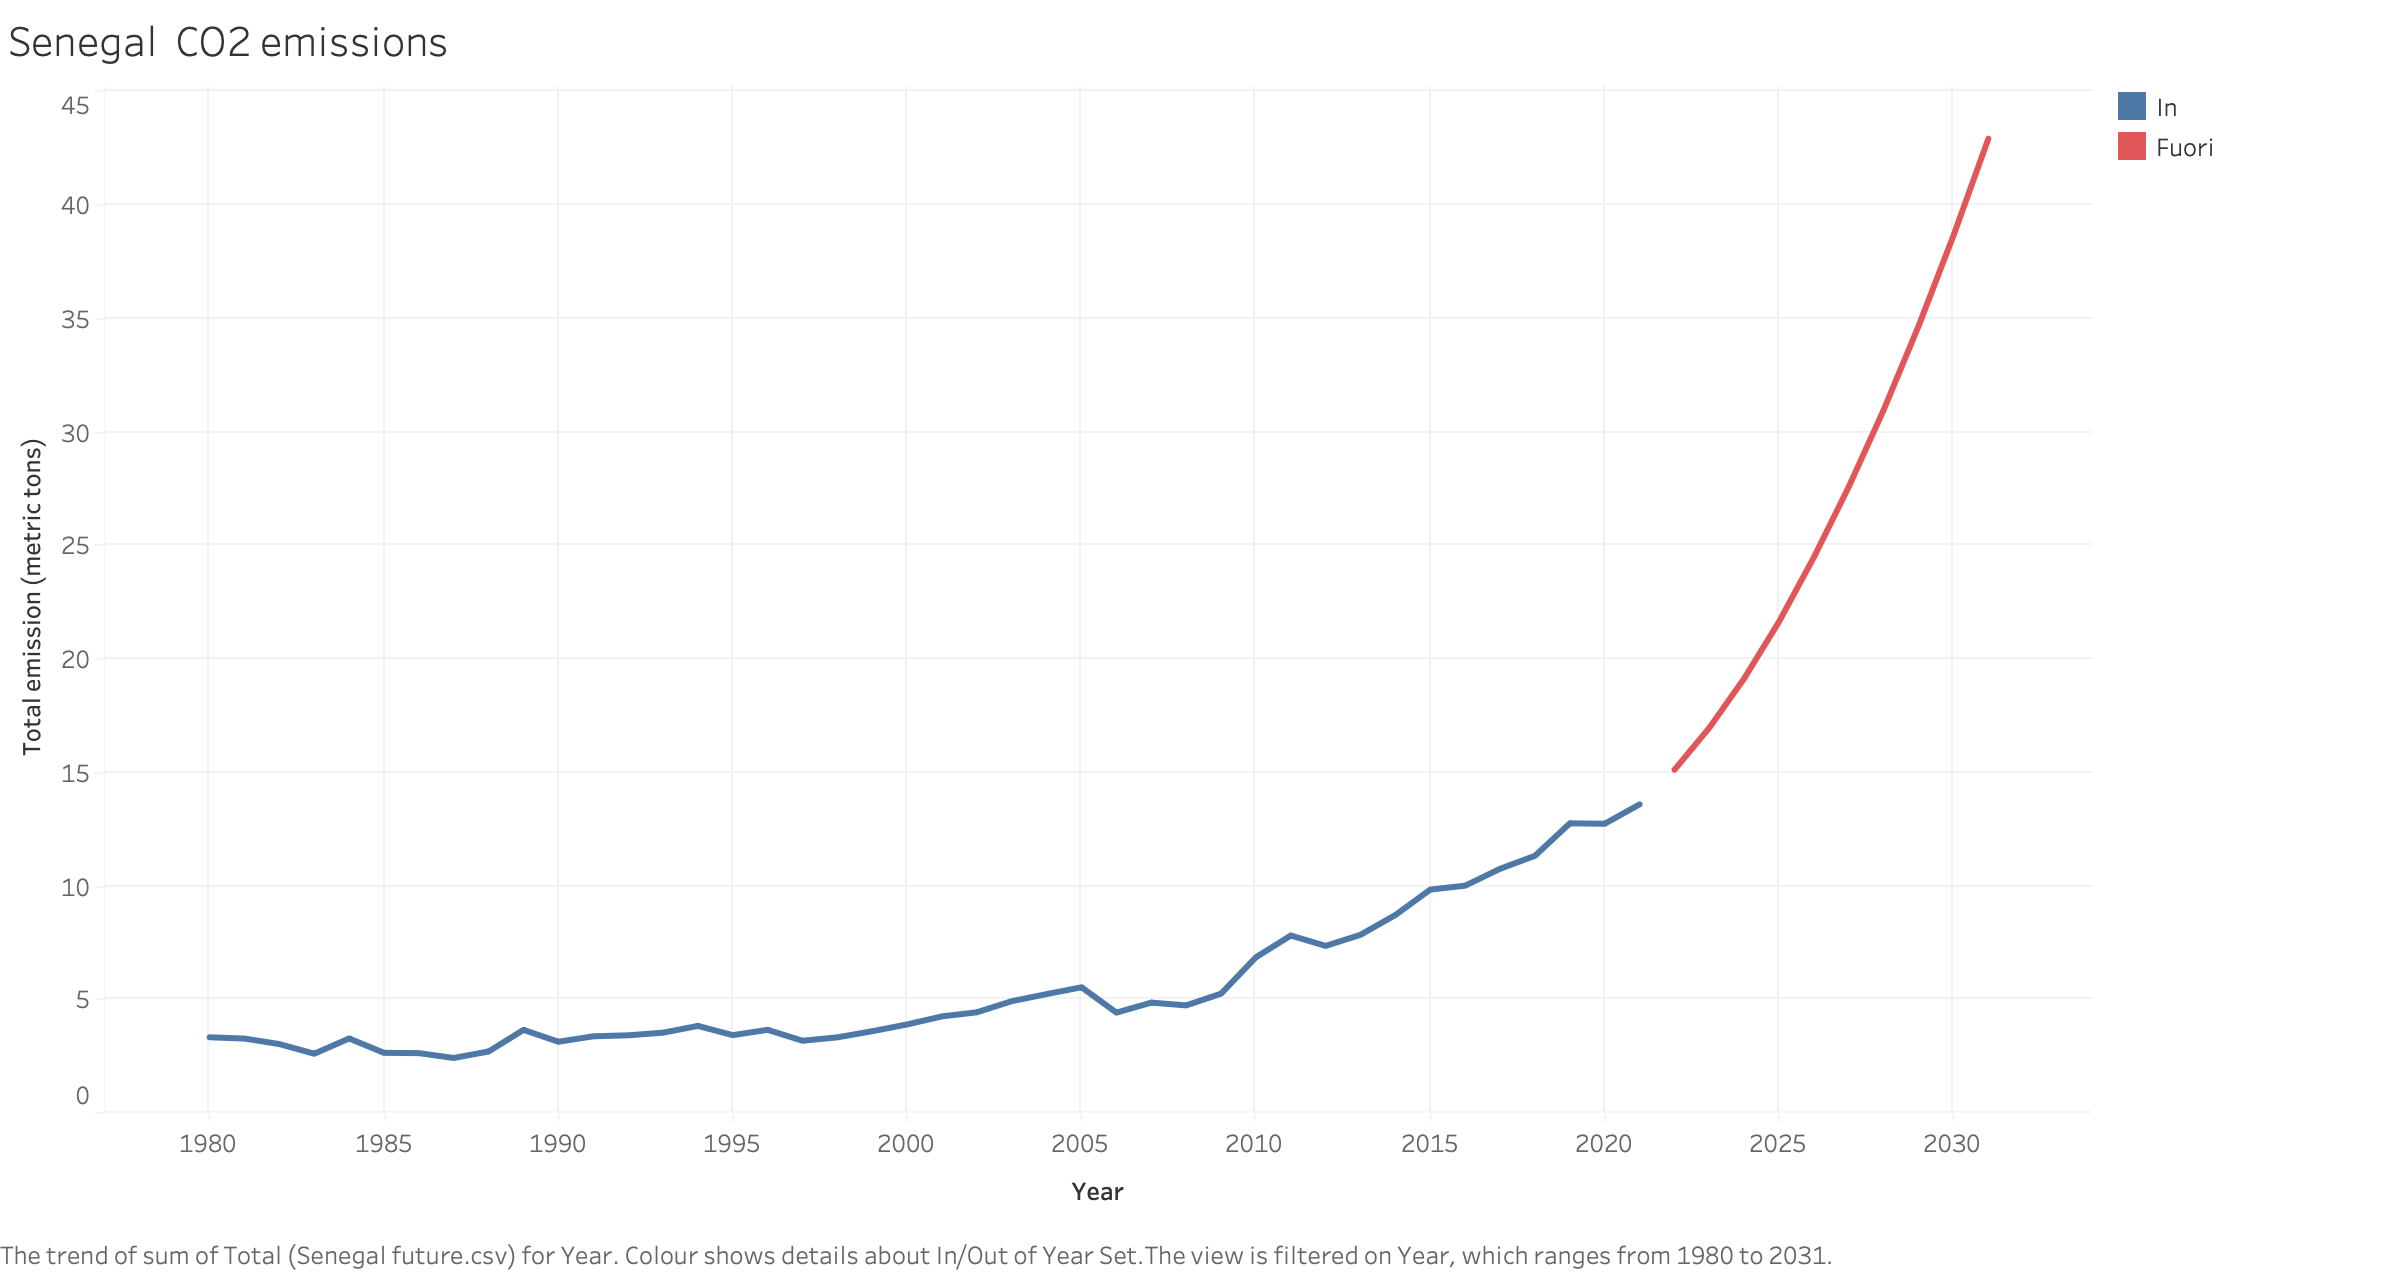 Senegal  CO2 emissions
In
Fuori
Total emission (metric tons)
45
40
35
30
25
20
15
10
5
0
1980 1985 1990 1995 2000 2005 2010 2015 2020 2025 2030
Year
The trend of sum of Total (Senegal future.csv) for Year. Colour shows details about In/Out of Year Set.The view is filtered on Year, which ranges from 1980 to 2031.